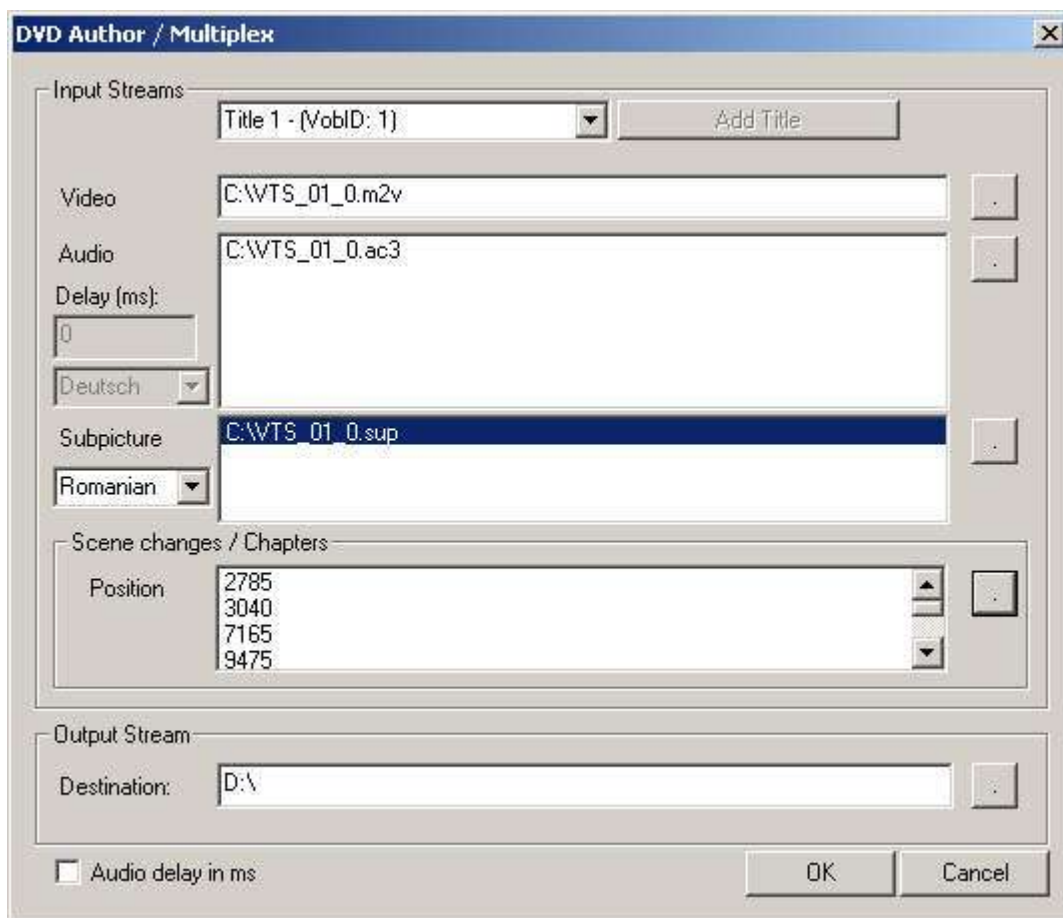 DVD Author / Multiplex
Input Streams
Title 1 - (VobID: 1)
Add Title
Video
C:\VTS_01_0.m2v
.
Audio
C:\VTS_01_0.ac3
.
Delay (ms):
0
Deutsch
Subpicture
C:\VTS_01_0.sup
.
Romanian
Scene changes / Chapters
Position
2785
3040
7165
9475
.
Output Stream
Destination:
D:\
.
Audio delay in ms
OK
Cancel